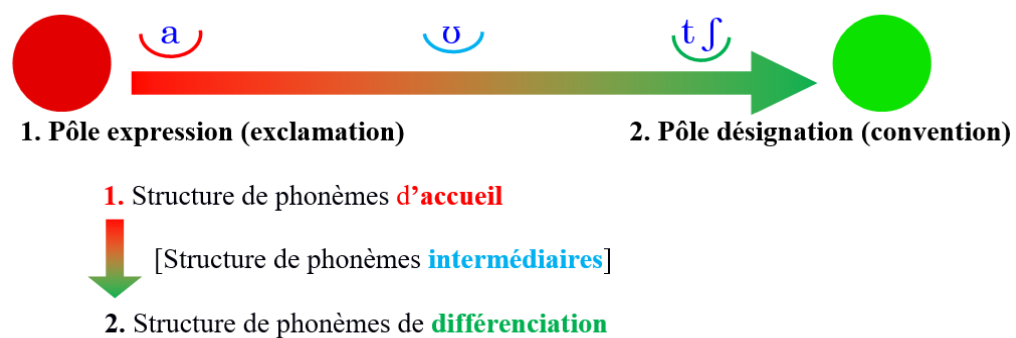 a ʊ t ʃ
1. Pôle expression (exclamation) 2. Pôle désignation (convention)
1. Structure de phonèmes d’accueil
[Structure de phonèmes intermédiaires]
2. Structure de phonèmes de différenciation